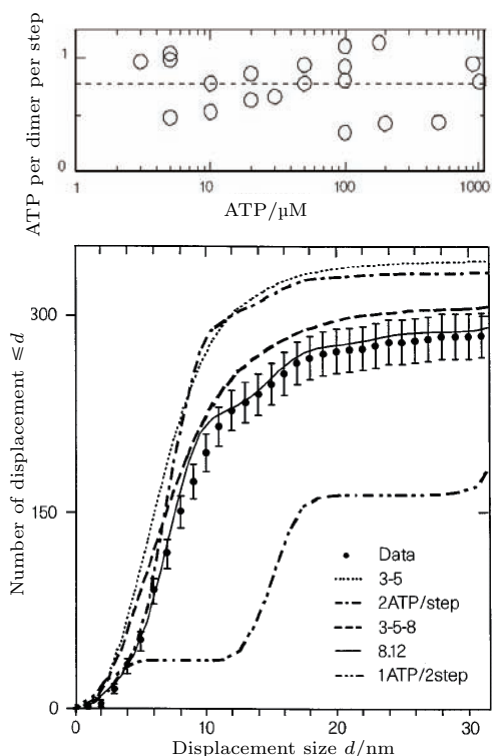 ATP per dimer per step
1
0
1
10
100
1000
ATP/µM
Number of displacement ≤d
300
150
0
Data
3-5
2ATP/step
3-5-8
8.12
1ATP/2step
0
10
20
30
Displacement size d/nm